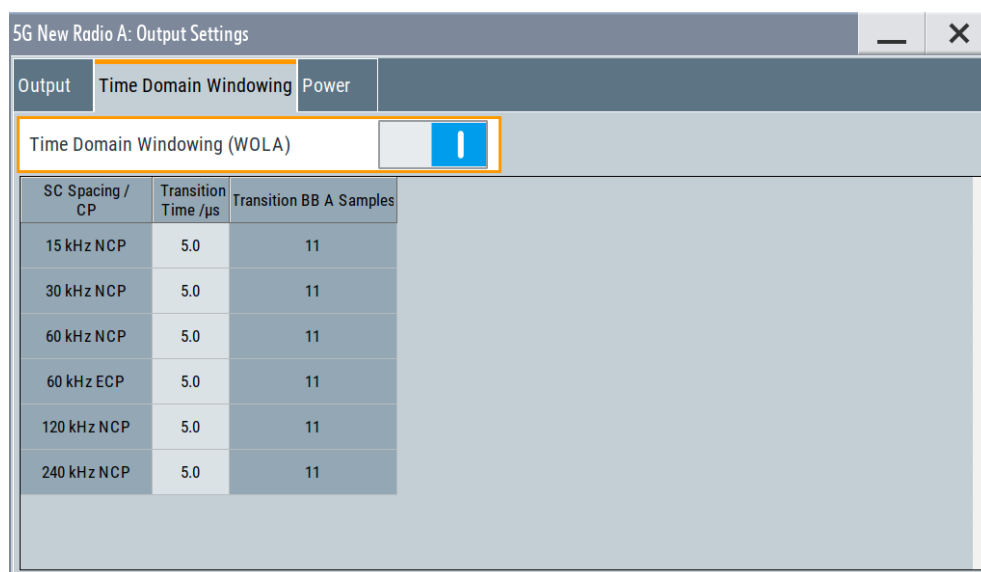 5G New Radio A: Output Settings
Output Time Domain Windowing Power
Time Domain Windowing (WOLA)
SC Spacing / CP Transition Time /µs Transition BB A Samples
15 kHz NCP 5.0 11
30 kHz NCP 5.0 11
60 kHz NCP 5.0 11
60 kHz ECP 5.0 11
120 kHz NCP 5.0 11
240 kHz NCP 5.0 11